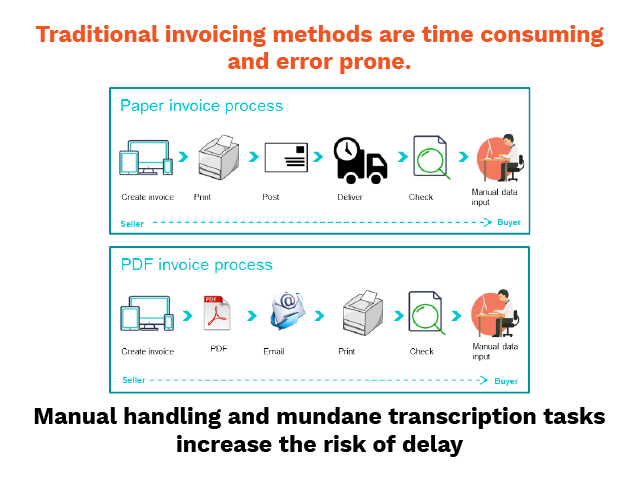 Traditional invoicing methods are time consuming
and error prone.
Paper invoice process
Create invoice
Print
Post
Deliver
Check
Manual data
input
Seller
Buyer
PDF invoice process
PDF
@
Create invoice
PDF
Email
Print
Check
Manual data
input
Seller
Buyer
Manual handling and mundane transcription tasks
increase the risk of delay